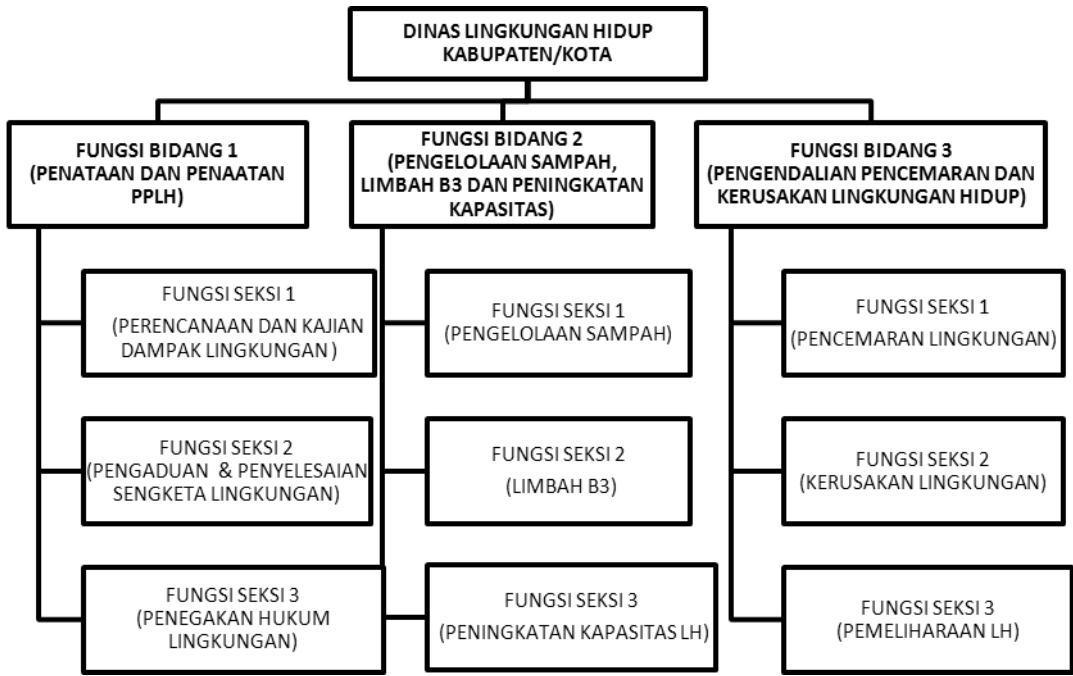 DINAS LINGKUNGAN HIDUP
KABUPATEN/KOTA
FUNGSI BIDANG 1
(PENATAAN DAN PENAATAN
PPLH)
FUNGSI SEKSI 1
(PERENCANAAN DAN KAJIAN
DAMPAK LINGKUNGAN )
FUNGSI SEKSI 2
(PENGADUAN & PENYELESAIAN
SENGKETA LINGKUNGAN)
FUNGSI SEKSI 3
(PENEGAKAN HUKUM
LINGKUNGAN)
FUNGSI BIDANG 2
(PENGELOLAAN SAMPAH,
LIMBAH B3 DAN PENINGKATAN
KAPASITAS)
FUNGSI SEKSI 1
(PENGELOLAAN SAMPAH)
FUNGSI SEKSI 2
(LIMBAH B3)
FUNGSI SEKSI 3
(PENINGKATAN KAPASITAS LH)
FUNGSI BIDANG 3
(PENGENDALIAN PENCEMARAN DAN
KERUSAKAN LINGKUNGAN HIDUP)
FUNGSI SEKSI 1
(PENCEMARAN LINGKUNGAN)
FUNGSI SEKSI 2
(KERUSAKAN LINGKUNGAN)
FUNGSI SEKSI 3
(PEMELIHARAAN LH)